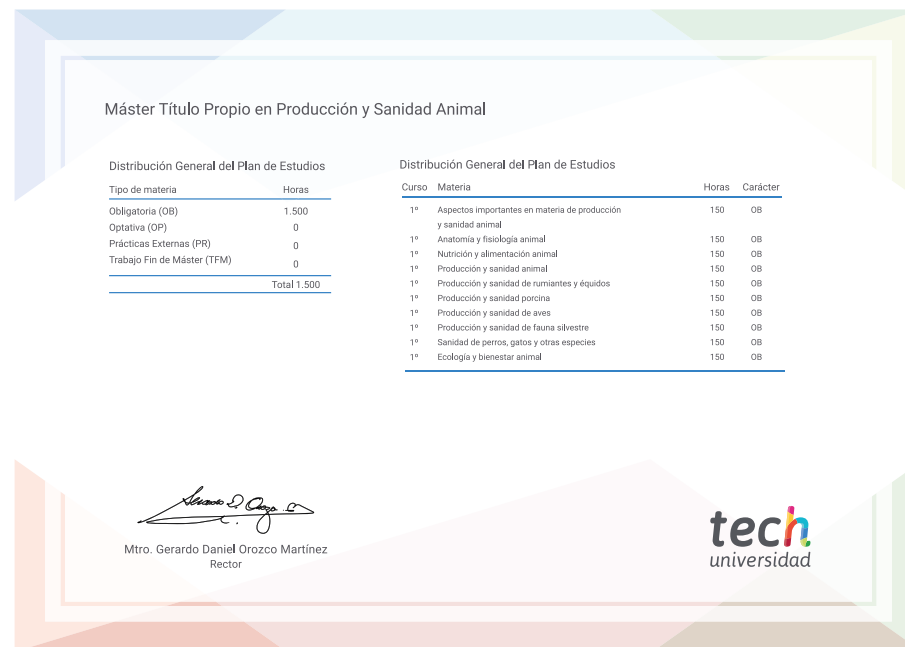 Máster Título Propio en Producción y Sanidad Animal
Distribución General del Plan de Estudios
Tipo de materia Horas
Obligatoria (OB) 1.500
Optativa (OP) 0
Prácticas Externas (PR) 0
Trabajo Fin de Máster (TFM) 0
Total 1.500
Distribución General del Plan de Estudios
Curso Materia Horas Carácter
1º Aspectos importantes en materia de producción 150 OB
y sanidad animal
1º Anatomía y fisiología animal 150 OB
1º Nutrición y alimentación animal 150 OB
1º Producción y sanidad animal 150 OB
1º Producción y sanidad de rumiantes y équidos 150 OB
1º Producción y sanidad porcina 150 OB
1º Producción y sanidad de aves 150 OB
1º Producción y sanidad de fauna silvestre 150 OB
1º Sanidad de perros, gatos y otras especies 150 OB
1º Ecología y bienestar animal 150 OB
Mtro. Gerardo Daniel Orozco Martínez
Rector
tech
universidad